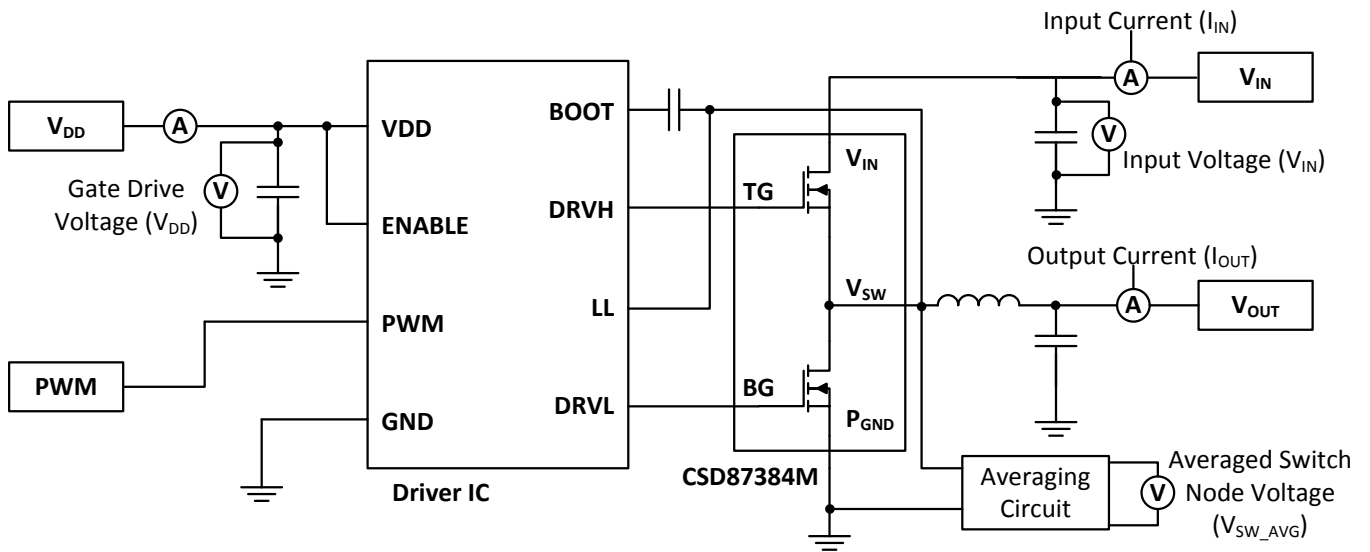 Input Current (I_IN)
V_DD
A
VDD
BOOT
A
V_IN
V
Gate Drive
Voltage (V_DD)
ENABLE
DRVH
TG
V_IN
V
Input Voltage (V_IN)
Output Current (I_OUT)
PWM
PWM
LL
V_SW
A
V_OUT
GND
DRVL
BG
P_GND
Driver IC
CSD87384M
Averaging
Circuit
V
Averaged Switch
Node Voltage
(V_SW_AVG)